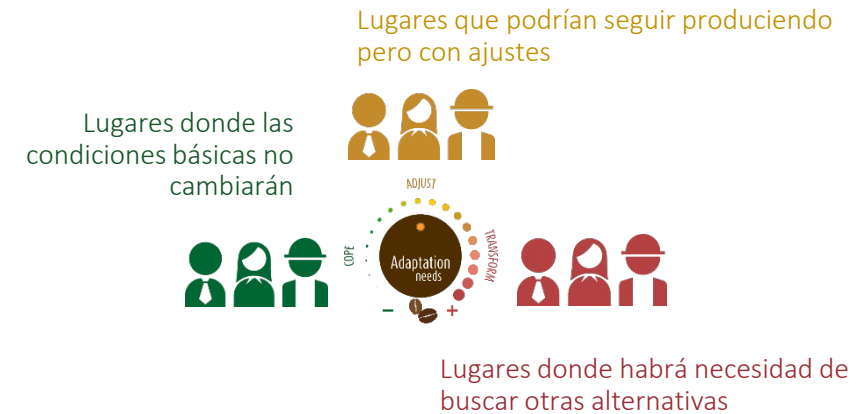 Lugares que podrían seguir produciendo
pero con ajustes
Lugares donde las
condiciones básicas no
cambiarán
ADJUST
COPE
TRANSFORM
Adaptation
needs
– +
Lugares donde habrá necesidad de
buscar otras alternativas